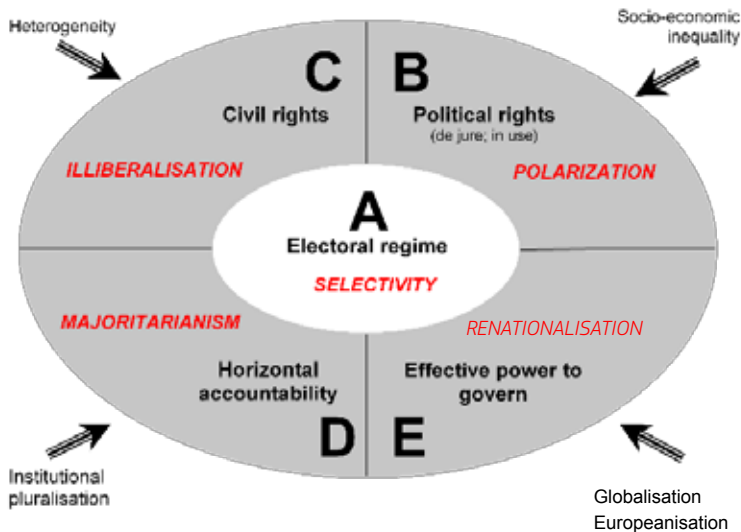 Heterogeneity
Socio-economic
inequality
C
B
Civil rights
Political rights
(de jure; in use)
ILLIBERALISATION
POLARIZATION
A
Electoral regime
SELECTIVITY
MAJORITARIANISM
RENATIONALISATION
Horizontal
accountability
Effective power to
govern
D
E
Institutional
pluralisation
Globalisation
Europeanisation